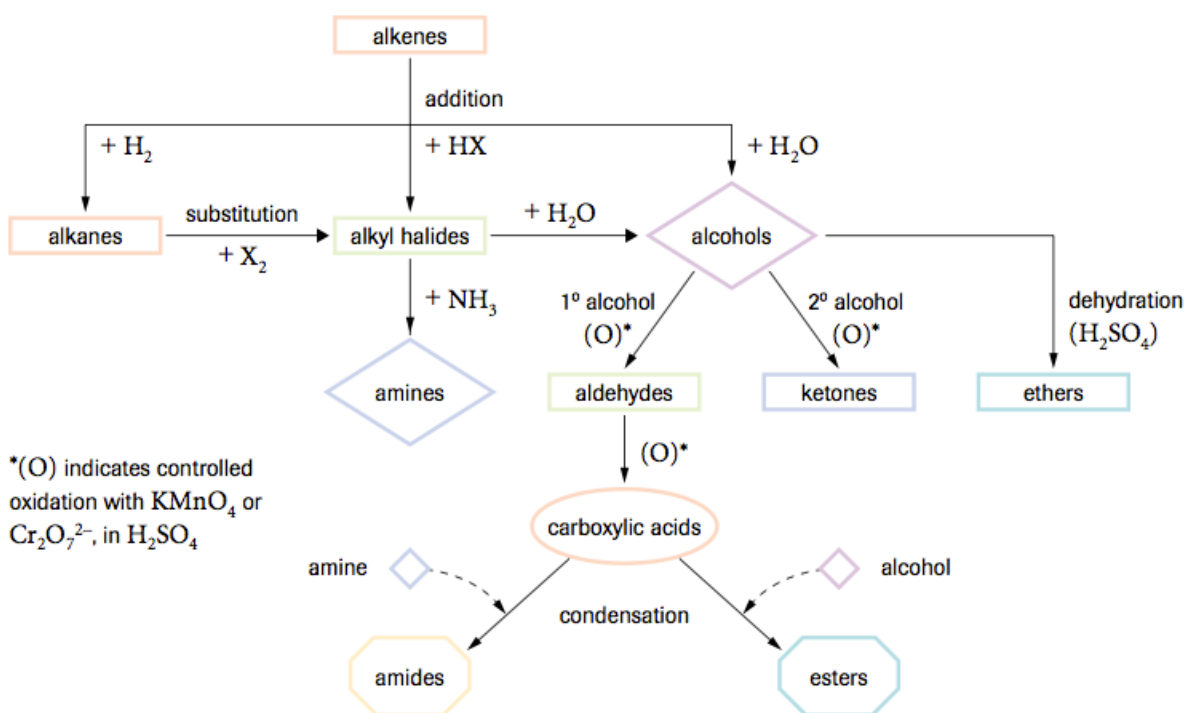 alkenes
addition
+ H₂
+ HX
+ H₂O
alkanes
substitution
+ X₂
alkyl halides
+ H₂O
alcohols
+ NH₃
1º alcohol
(O)*
2º alcohol
(O)*
dehydration
(H₂SO₄)
amines
aldehydes
ketones
ethers
*(O) indicates controlled
oxidation with KMnO₄ or
Cr₂O₇²⁻, in H₂SO₄
(O)*
carboxylic acids
amine
alcohol
condensation
amides
esters